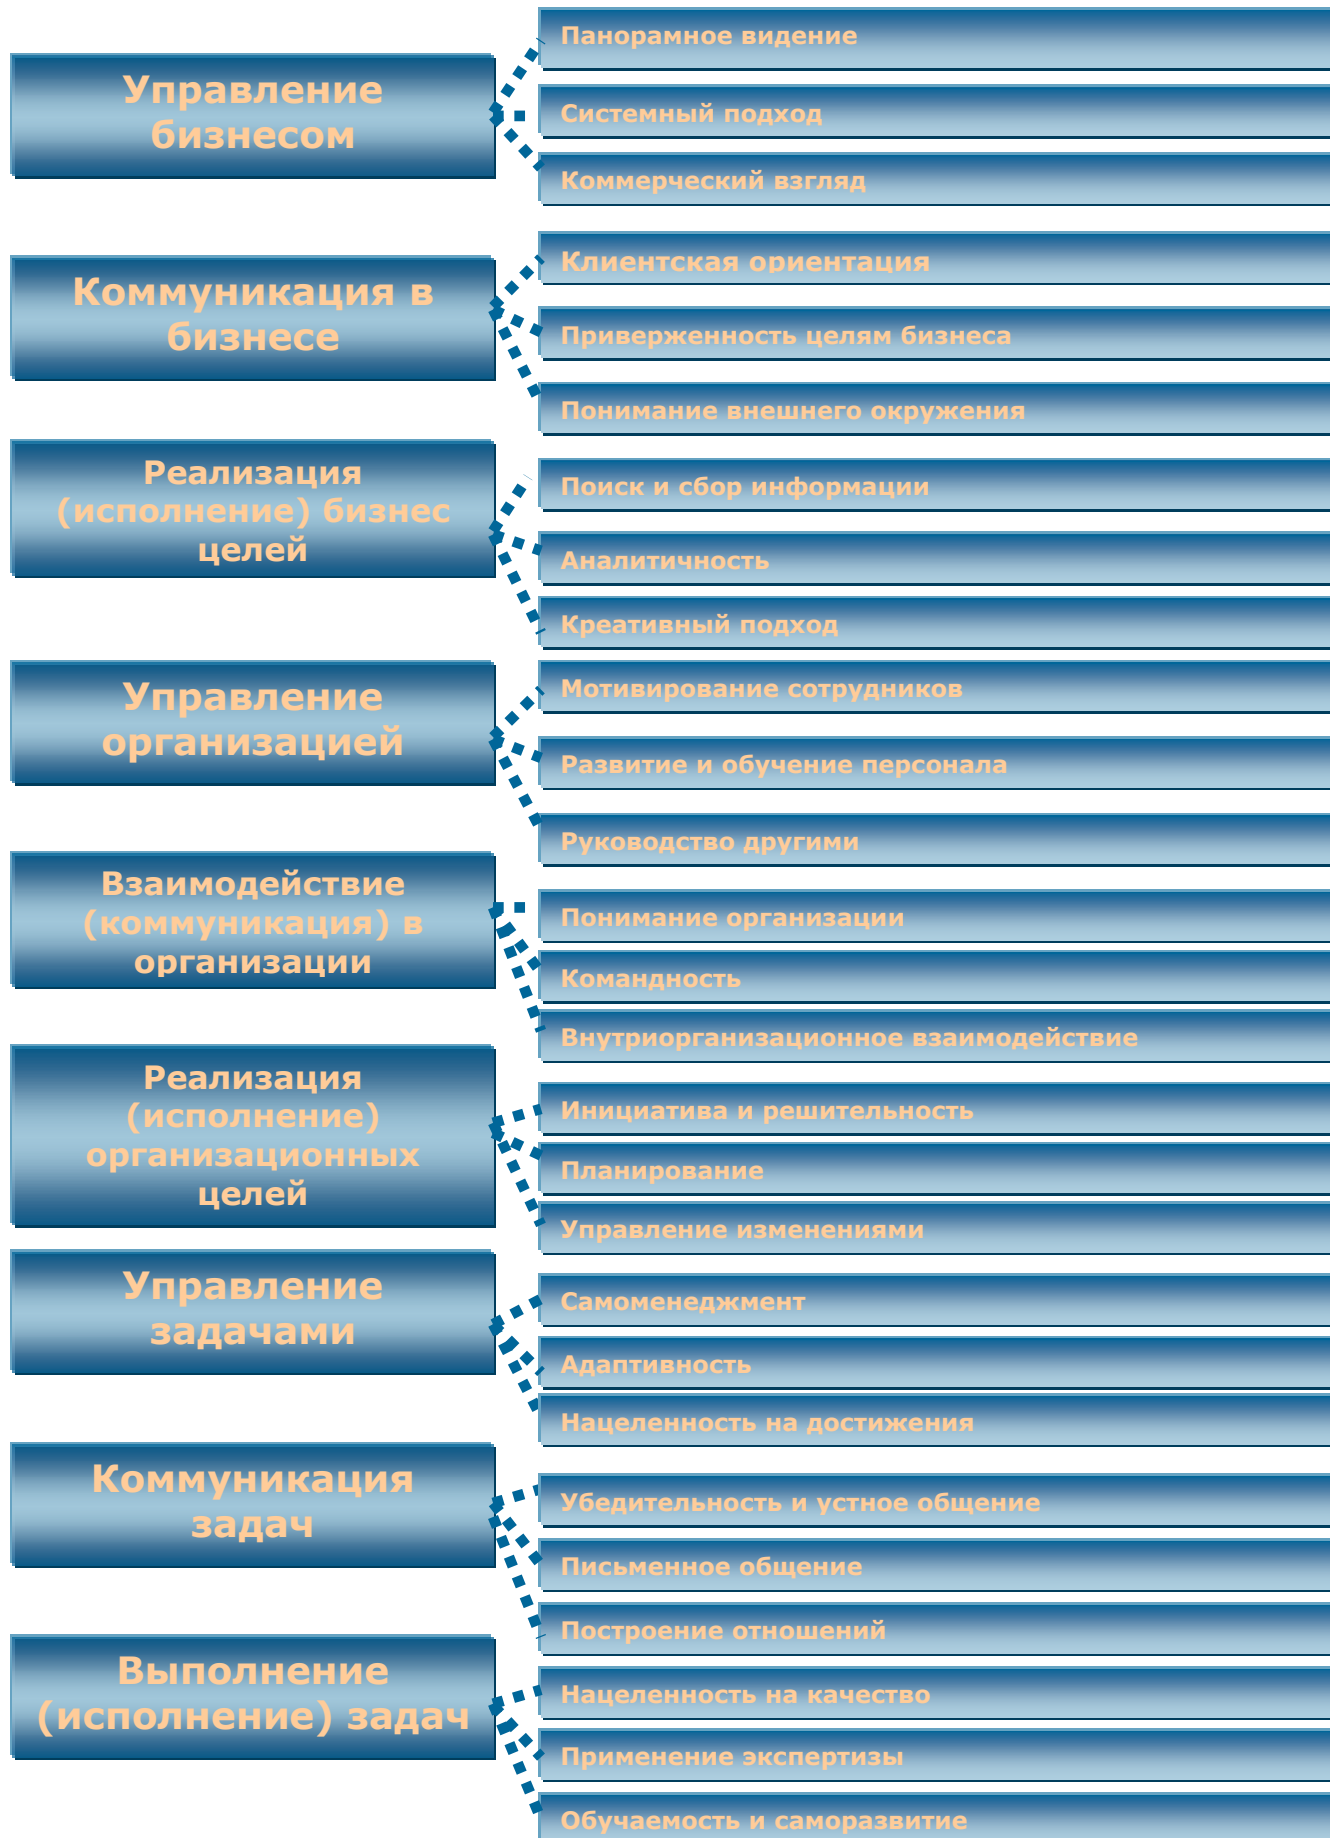 Управление
бизнесом
Панорамное видение
Системный подход
Коммерческий взгляд
Коммуникация в
бизнесе
Клиентская ориентация
Приверженность целям бизнеса
Понимание внешнего окружения
Реализация
(исполнение) бизнес
целей
Поиск и сбор информации
Аналитичность
Креативный подход
Управление
организацией
Мотивирование сотрудников
Развитие и обучение персонала
Руководство другими
Взаимодействие
(коммуникация) в
организации
Понимание организации
Командность
Внутриорганизационное взаимодействие
Реализация
(исполнение)
организационных
целей
Инициатива и решительность
Планирование
Управление изменениями
Управление
задачами
Самоменеджмент
Адаптивность
Нацеленность на достижения
Коммуникация
задач
Убедительность и устное общение
Письменное общение
Построение отношений
Выполнение
(исполнение) задач
Нацеленность на качество
Применение экспертизы
Обучаемость и саморазвитие